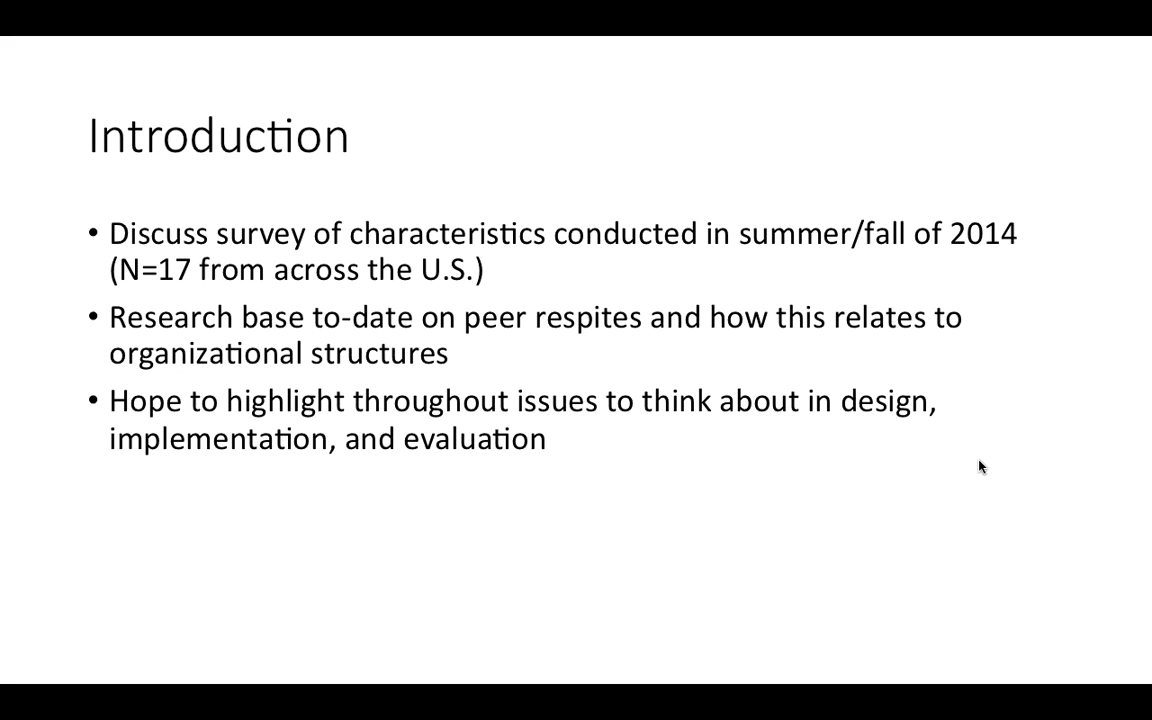 Introduction
• Discuss survey of characteristics conducted in summer/fall of 2014
(N=17 from across the U.S.)
• Research base to-date on peer respites and how this relates to
organizational structures
• Hope to highlight throughout issues to think about in design,
implementation, and evaluation